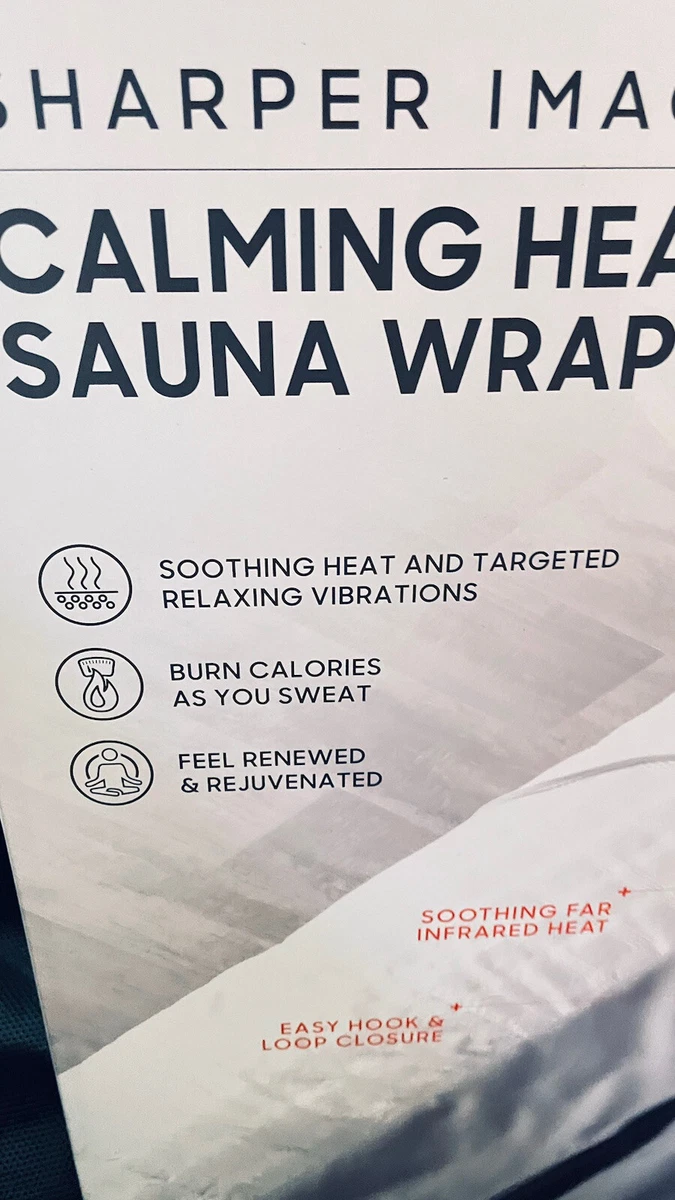 SHARPER IMAG
CALMING HEA
SAUNA WRAP
SOOTHING HEAT AND TARGETED
RELAXING VIBRATIONS
BURN CALORIES
AS YOU SWEAT
FEEL RENEWED
& REJUVENATED
SOOTHING FAR
INFRARED HEAT
EASY HOOK &
LOOP CLOSURE